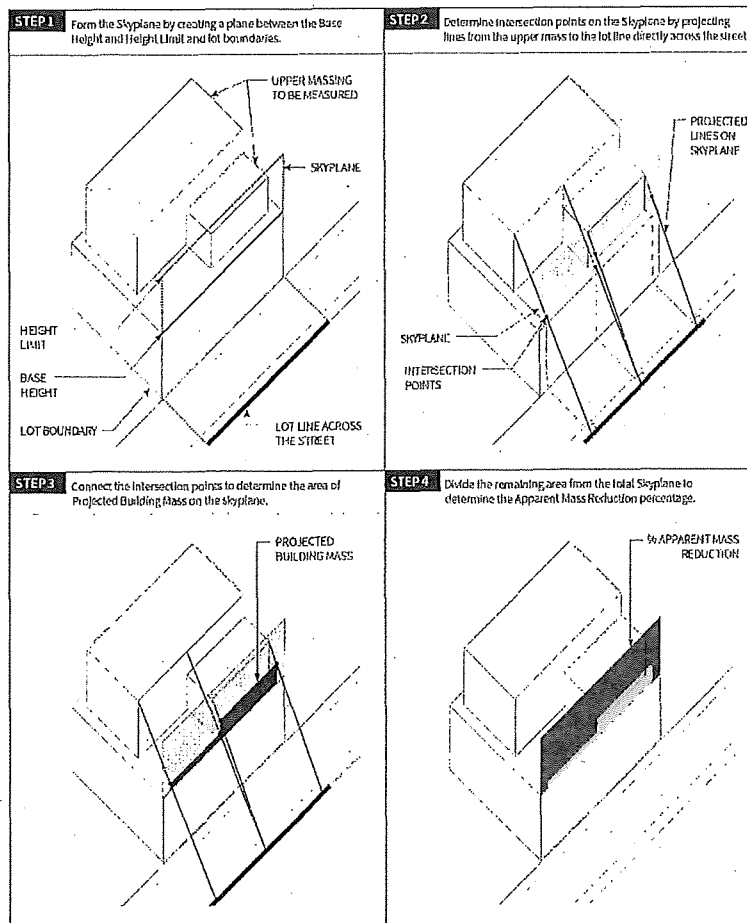 STEP 1 Form the Skyplane by creating a plane between the Base
Height and Height Limit and lot boundaries.
UPPER MASSING
TO BE MEASURED
SKYPLANE
HEIGHT
LIMIT
BASE
HEIGHT
LOT BOUNDARY
LOT LINE ACROSS
THE STREET
STEP 2 Determine intersection points on the Skyplane by projecting
lines from the upper mass to the lot line directly across the street
PROJECTED
LINES ON
SKYPLANE
SKYPLANE
INTERSECTION
POINTS
STEP 3 Connect the intersection points to determine the area of
Projected Building Mass on the skyplane.
PROJECTED
BUILDING MASS
STEP 4 Divide the remaining area from the total Skyplane to
determine the Apparent Mass Reduction percentage.
% APPARENT MASS
REDUCTION